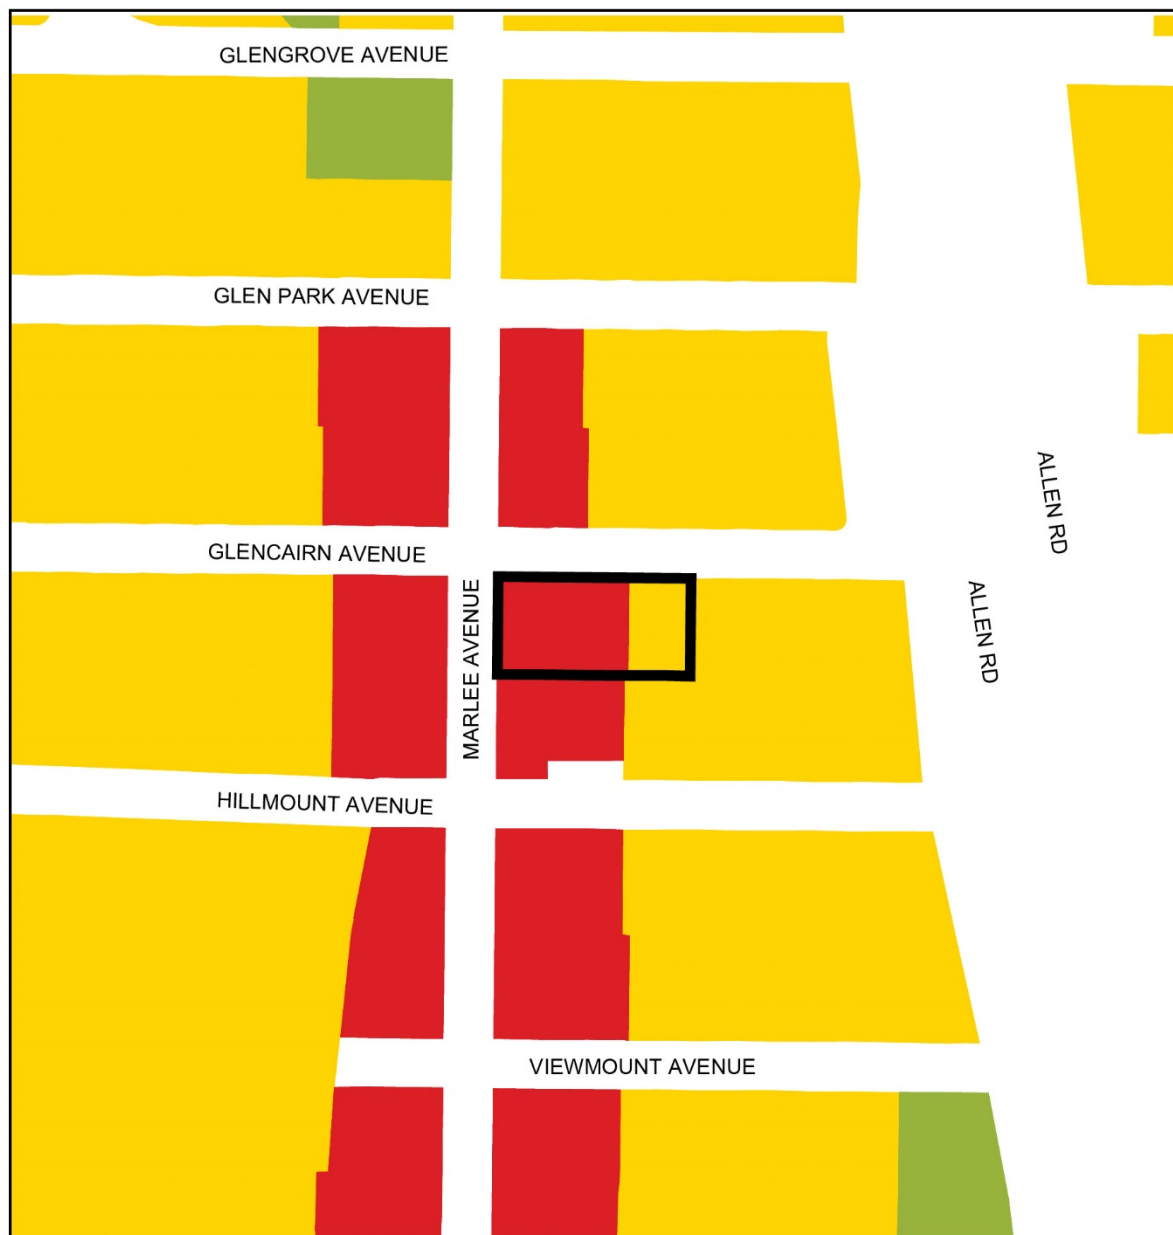 GLENGROVE AVENUE
GLEN PARK AVENUE
ALLEN RD
GLENCAIRN AVENUE
MARLEE AVENUE
ALLEN RD
HILLMOUNT AVENUE
VIEWMOUNT AVENUE